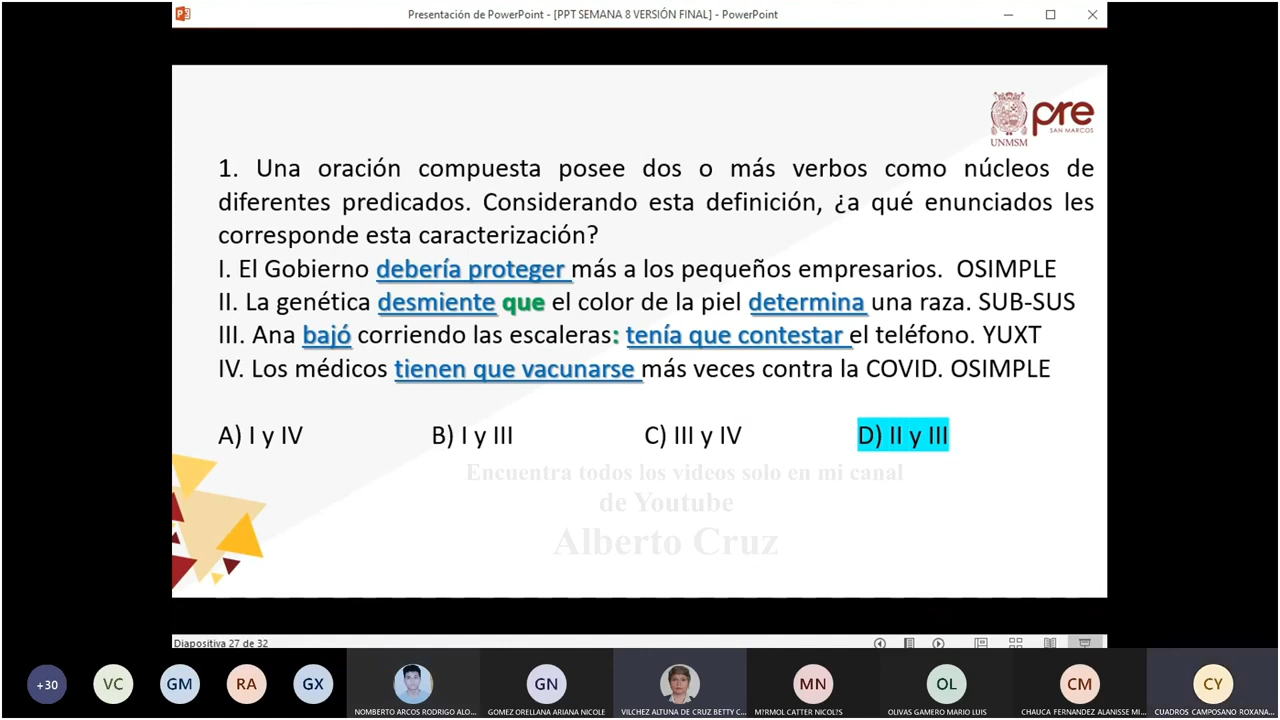 Presentación de PowerPoint - [PPT SEMANA 8 VERSIÓN FINAL] - PowerPoint
pre
SAN MARCOS
UNMSM
1. Una oración compuesta posee dos o más verbos como núcleos de
diferentes predicados. Considerando esta definición, ¿a qué enunciados les
corresponde esta caracterización?
I. El Gobierno debería proteger más a los pequeños empresarios. OSIMPLE
II. La genética desmiente que el color de la piel determina una raza. SUB-SUS
III. Ana bajó corriendo las escaleras: tenía que contestar el teléfono. YUXT
IV. Los médicos tienen que vacunarse más veces contra la COVID. OSIMPLE
A) I y IV B) I y III C) III y IV D) II y III
Encuentra todos los videos solo en mi canal
de Youtube
Alberto Cruz
Diapositiva 27 de 32
+30 VC GM RA GX GN MN OL CM CY
NOMBERTO ARCOS RODRIGO ALO... GOMEZ ORELLANA ARIANA NICOLE VILCHEZ ALTUNA DE CRUZ BETTY C... M?RMOL CATTER NICOL?S OLIVAS GAMERO MARIO LUIS CHAUCA FERNANDEZ ALANISSE MI... CUADROS CAMPOSANO ROXANA...